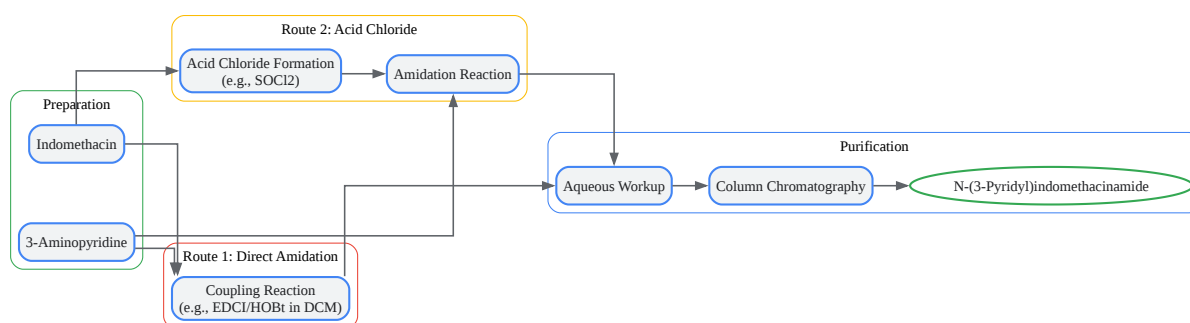 Route 2: Acid Chloride
Acid Chloride Formation
(e.g., SOCl2)
Amidation Reaction
Preparation
Indomethacin
3-Aminopyridine
Purification
Aqueous Workup
Column Chromatography
N-(3-Pyridyl)indomethacinamide
Route 1: Direct Amidation
Coupling Reaction
(e.g., EDCI/HOBt in DCM)